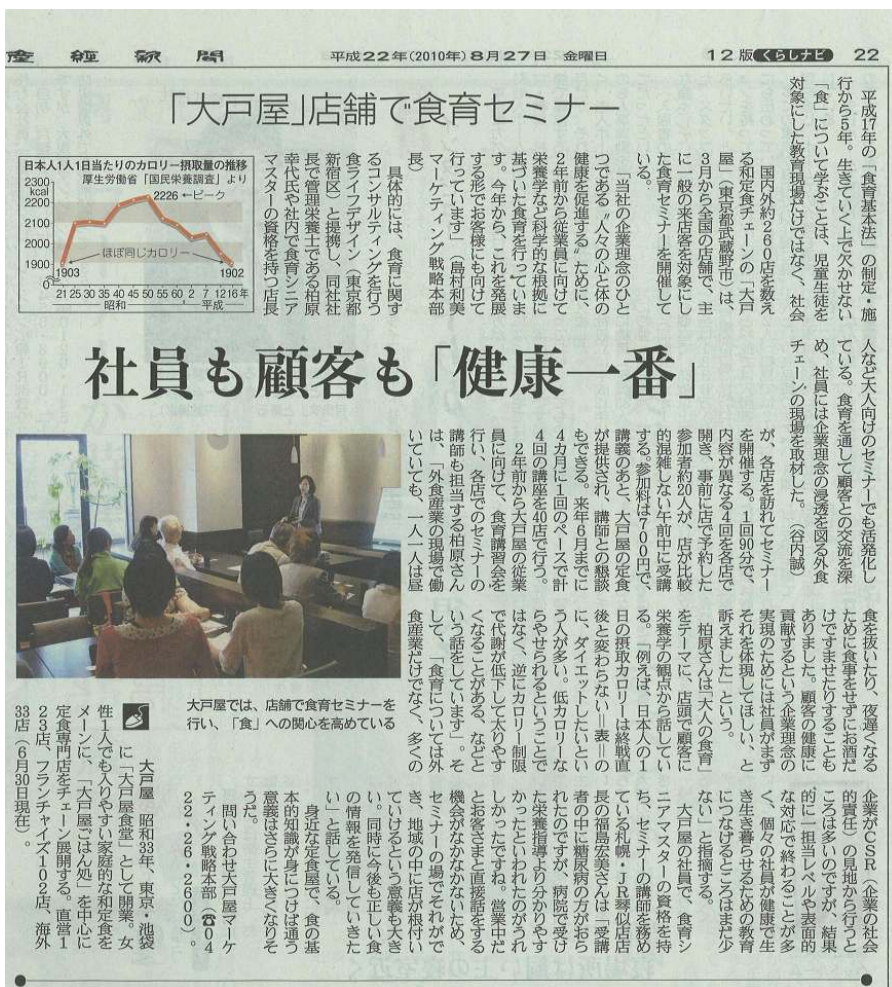 産經新聞
平成22年(2010年)8月27日 金曜日
12版 くらしナビ 22
「大戸屋」店舗で食育セミナー
平成17年の「食育基本法」の制定・施
行から5年。生きていく上で欠かせない
「食」について学ぶことは、児童生徒を
対象にした教育現場だけではなく、社会
人など大人向けのセミナーでも活発化し
ている。食育を通して顧客との交流を深
め、社員には企業理念の浸透を図る外食
チェーンの現場を取材した。(谷内誠)
社員も顧客も「健康一番」
国内外約260店を数え
る和定食チェーンの「大戸
屋」(東京都武蔵野市)は、
3月から全国の店舗で、主
に一般の来店客を対象にし
た食育セミナーを開催して
いる。
「当社の企業理念のひと
つである〝人々の心と体の
健康を促進する〟ために、
2年前から従業員に向けて
栄養学など科学的な根拠に
基づいた食育を行っていま
す。今年から、これを発展
する形でお客様にも向けて
行っています」(島村利美
マーケティング戦略本部
長)
具体的には、食育に関す
るコンサルティングを行う
食ライフデザイン(東京都
新宿区)と提携し、同社社
長で管理栄養士である柏原
幸代氏や社内で食育シニア
マスターの資格を持つ店長
日本人1人1日当たりのカロリー摂取量の推移
厚生労働省「国民栄養調査」より
2300
kcal
2200
2100
2000
1900
0
2226←ピーク
ほぼ同じカロリー
1903
1902
21 25 30 35 40 45 50 55 60 2 7 12 16年
昭和
平成
が、各店を訪れてセミナー
を開催する。1回90分で、
内容が異なる4回を各店で
開き、事前に店で予約した
参加者約20人が、店が比較
的混雑しない午前中に受講
する。参加料は700円で、
講義のあと、大戸屋の定食
が提供され、講師との懇談
もできる。来年6月までに
4カ月に1回のペースで計
4回の講座を40店で行う。
2年前から大戸屋の従業
員に向けて、食育講習会を
行い、各店でのセミナーの
講師も担当する柏原さん
は、「外食産業の現場で働
いていても、一人一人は昼
食を抜いたり、夜遅くなる
ために食事をせずにお酒だ
けですませたりすることも
ありました。顧客の健康に
貢献するという企業理念の
実現のためには社員がまず
それを体現してほしい、と
訴えました」という。
柏原さんは「大人の食育」
をテーマに、店頭で顧客に
栄養学の観点から話してい
る。「例えば、日本人の1
日の摂取カロリーは終戦直
後と変わらない=表=の
に、ダイエットしたいとい
う人が多い。低カロリーな
らやせられるということで
はなく、逆にカロリー制限
で代謝が低下して太りやす
くなることがある、などと
いう話をしています」。そ
して、「食育については外
食産業だけでなく、多くの
企業がCSR(企業の社会
的責任)の見地から行うと
ころは多いのですが、結果
的に一担当レベルや表面的
な対応で終わることが多
く、個々の社員が健康で生
き生き暮らせるための教育
につなげるところはまだ少
ない」と指摘する。
大戸屋の社員で、食育シ
ニアマスターの資格を持
ち、セミナーの講師を務め
ている札幌・JR琴似店店
長の福島宏美さんは「受講
者の中に糖尿病の方がおら
れたのですが、病院で受け
た栄養指導より分かりやす
かったといわれたのがうれ
しかったですね。営業中だ
とお客さまと直接話をする
機会がなかなかないため、
セミナーの場でそれがで
き、地域の中に店が根付い
ていけるという意義も大き
い。同時に今後も正しい食
の情報を発信していきた
い」と話している。
身近な定食屋で、食の基
本的知識が身につけば通う
意義はさらに大きくなりそ
うだ。
問い合わせ大戸屋マーケ
ティング戦略本部(☎04
22・26・2600)。
大戸屋では、店舗で食育セミナーを
行い、「食」への関心を高めている
大戸屋 昭和33年、東京・池袋
に「大戸屋食堂」として開業。女
性1人でも入りやすい家庭的な和定食を
メーンに、「大戸屋ごはん処」を中心に
定食専門店をチェーン展開する。直営1
23店、フランチャイズ102店、海外
33店(6月30日現在)。